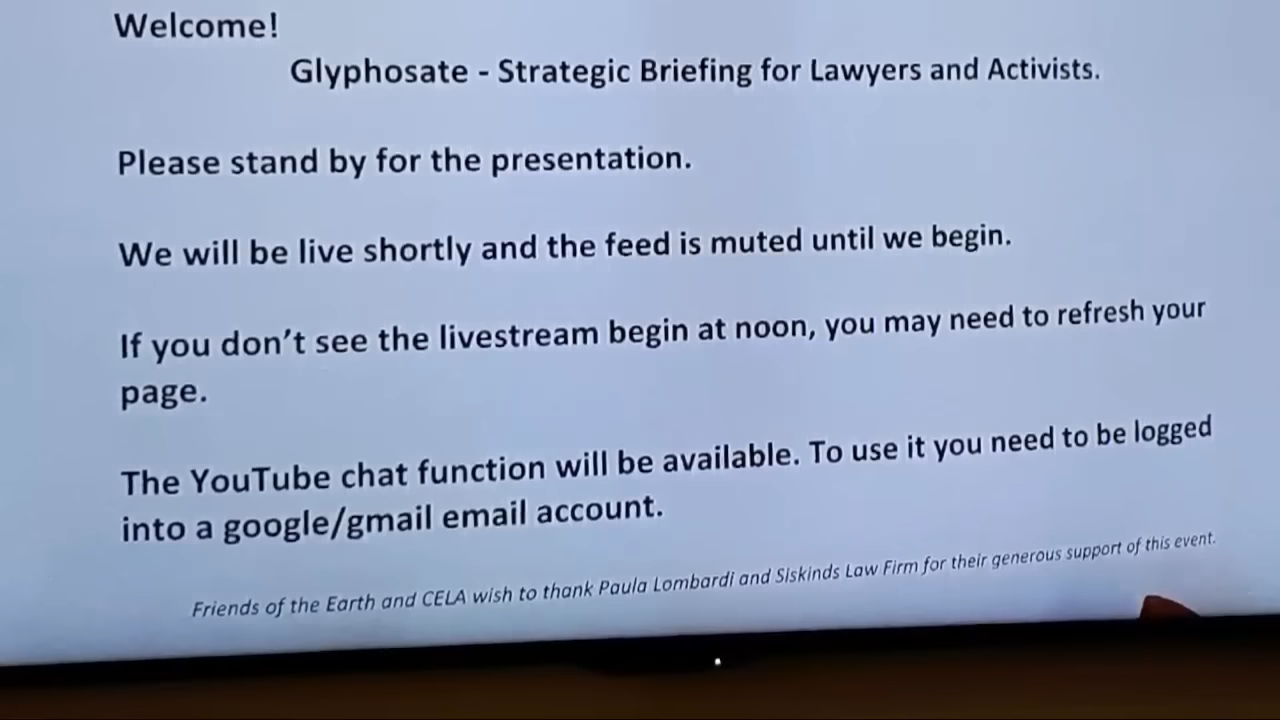 Welcome!
Glyphosate - Strategic Briefing for Lawyers and Activists.
Please stand by for the presentation.
We will be live shortly and the feed is muted until we begin.
If you don’t see the livestream begin at noon, you may need to refresh your
page.
The YouTube chat function will be available. To use it you need to be logged
into a google/gmail email account.
Friends of the Earth and CELA wish to thank Paula Lombardi and Siskinds Law Firm for their generous support of this event.